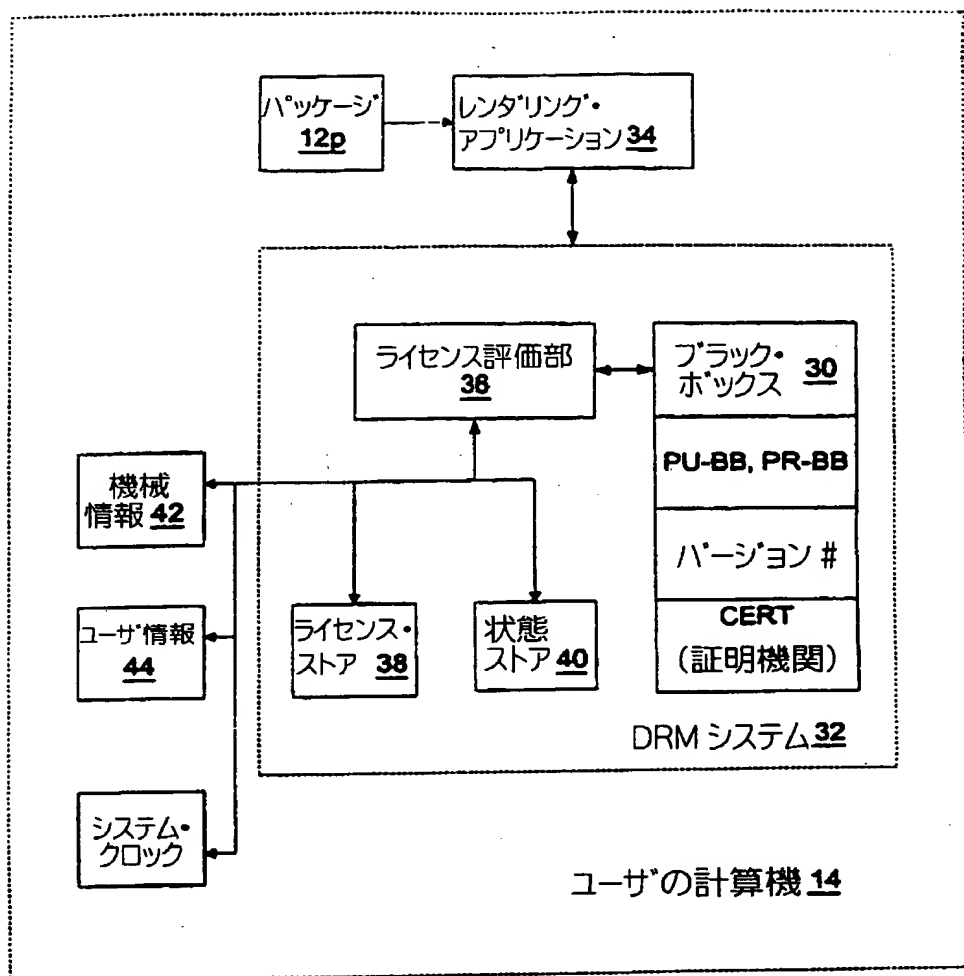 パッケージ
12p
レンダリング・
アプリケーション 34
ライセンス評価部
36
ブラック・
ボックス 30
PU-BB, PR-BB
バージョン #
CERT
(証明機関)
機械
情報 42
ユーザ情報
44
システム・
クロック
ライセンス・
ストア 38
状態
ストア 40
DRM システム 32
ユーザの計算機 14